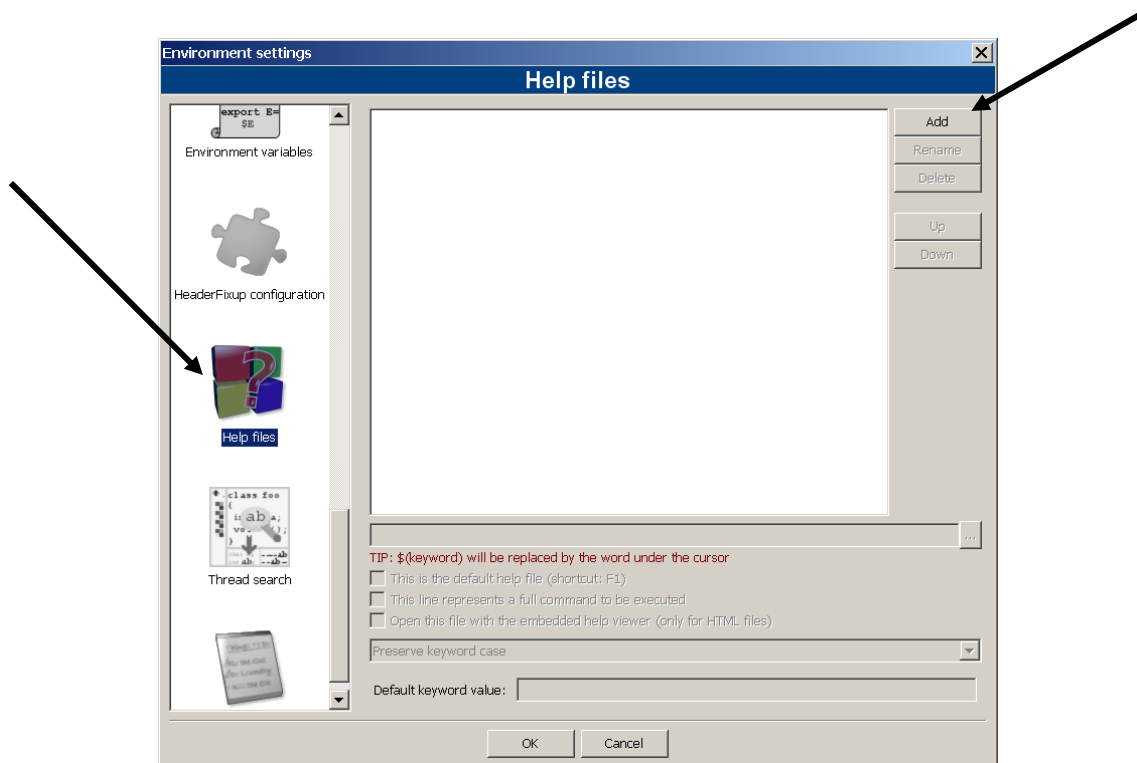 Environment settings
Help files
export E=
$E
Environment variables
HeaderFixup configuration
?
Help files
class foo
{
ab
Thread search
Add
Rename
Delete
Up
Down
...
TIP: $(keyword) will be replaced by the word under the cursor
This is the default help file (shortcut: F1)
This line represents a full command to be executed
Open this file with the embedded help viewer (only for HTML files)
Preserve keyword case
Default keyword value:
OK
Cancel